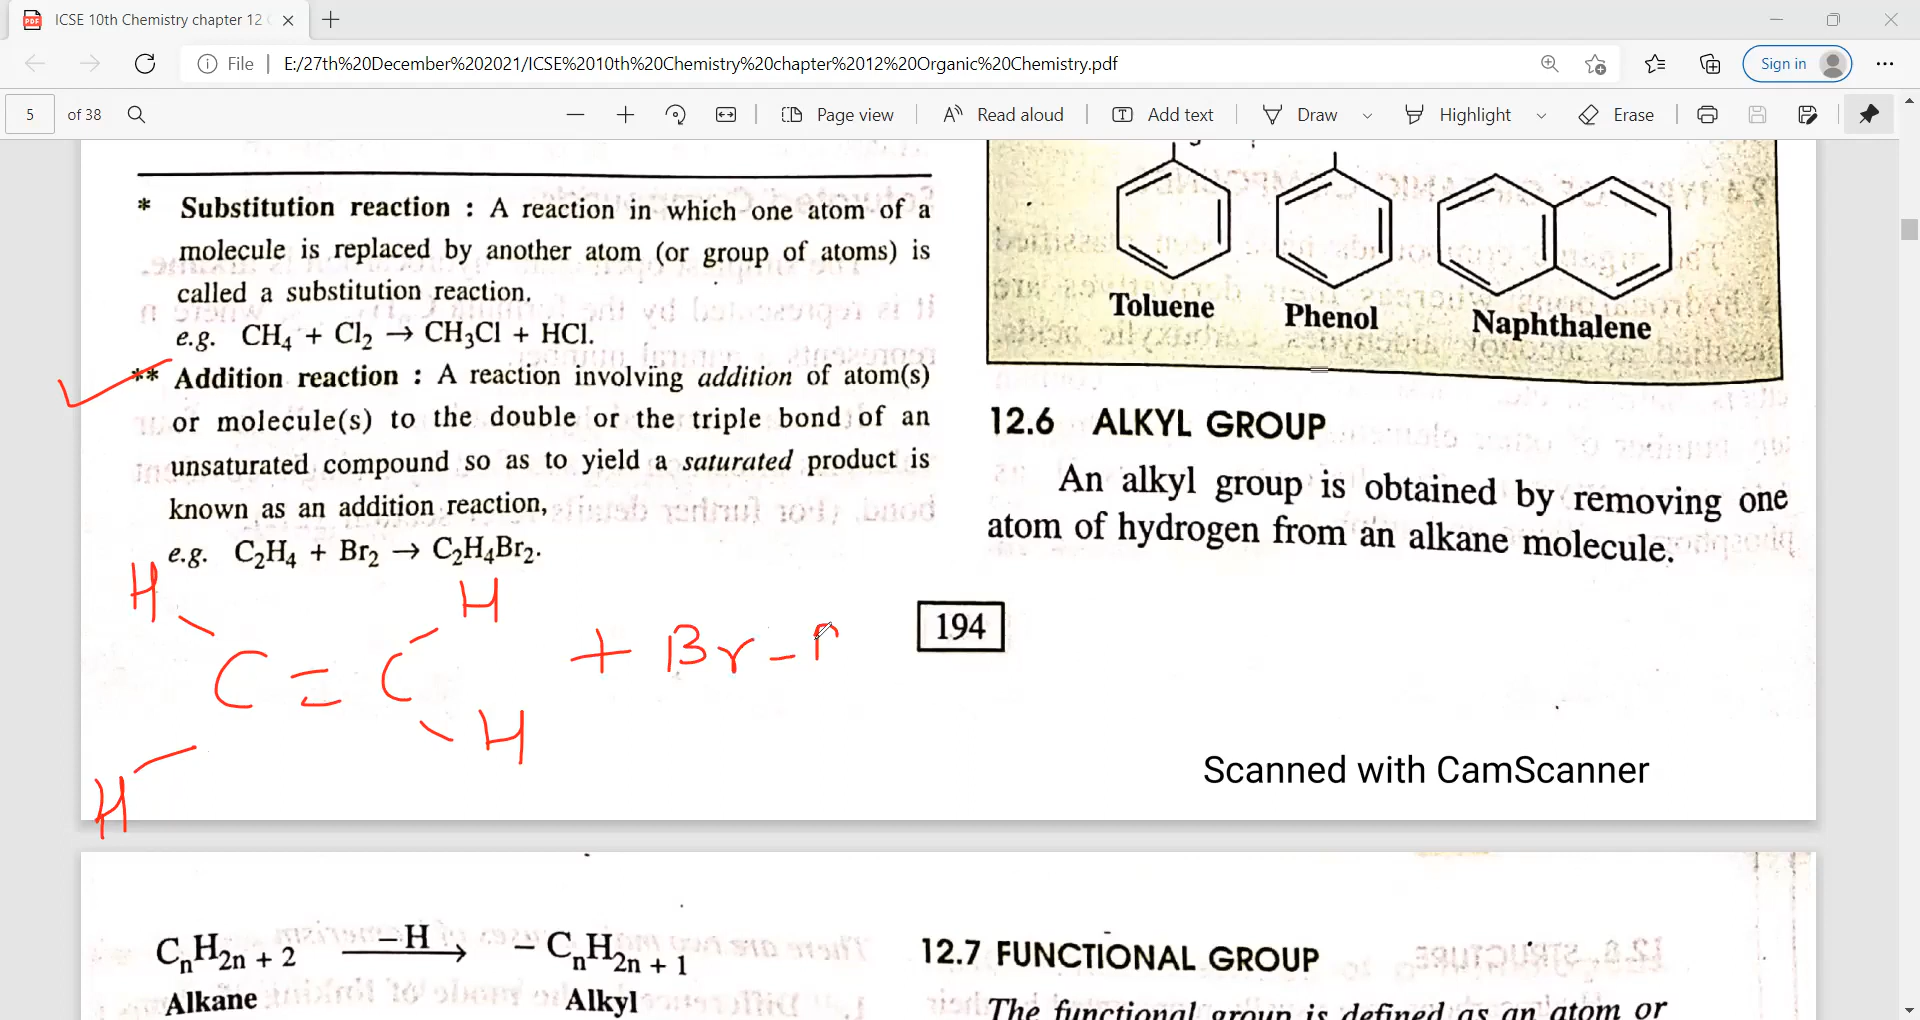 ICSE 10th Chemistry chapter 12
File
E:/27th%20December%202021/ICSE%2010th%20Chemistry%20chapter%2012%20Organic%20Chemistry.pdf
Sign in
5 of 38
Page view
Read aloud
Add text
Draw
Highlight
Erase
* Substitution reaction : A reaction in which one atom of a
molecule is replaced by another atom (or group of atoms) is
called a substitution reaction.
e.g. CH₄ + Cl₂ → CH₃Cl + HCl.
** Addition reaction : A reaction involving addition of atom(s)
or molecule(s) to the double or the triple bond of an
unsaturated compound so as to yield a saturated product is
known as an addition reaction,
e.g. C₂H₄ + Br₂ → C₂H₄Br₂.
H H
C = C + Br –
H H
194
Toluene Phenol Naphthalene
12.6 ALKYL GROUP
An alkyl group is obtained by removing one
atom of hydrogen from an alkane molecule.
Scanned with CamScanner
CₙH₂ₙ ₊ ₂ –H → – CₙH₂ₙ ₊ ₁
Alkane Alkyl
12.7 FUNCTIONAL GROUP
The functional group is defined as an atom or